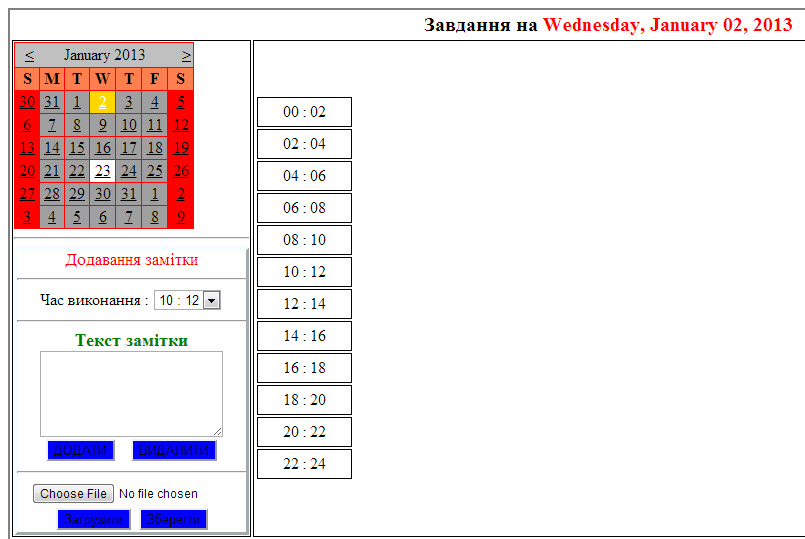 Завдання на Wednesday, January 02, 2013
< January 2013 >
S M T W T F S
30 31 1 2 3 4 5
6 7 8 9 10 11 12
13 14 15 16 17 18 19
20 21 22 23 24 25 26
27 28 29 30 31 1 2
3 4 5 6 7 8 9
Додавання замітки
Час виконання : 10 : 12
Текст замітки
ДОДАТИ ВИДАЛИТИ
Choose File No file chosen
Загрузити Зберегти
00 : 02
02 : 04
04 : 06
06 : 08
08 : 10
10 : 12
12 : 14
14 : 16
16 : 18
18 : 20
20 : 22
22 : 24